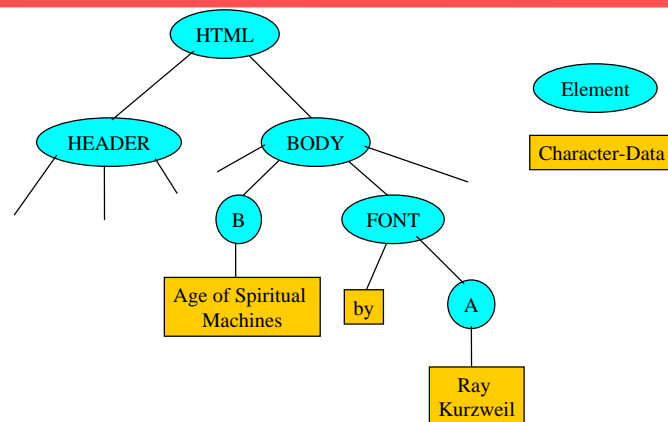 HTML
Element
HEADER
BODY
Character-Data
B
FONT
Age of Spiritual
Machines
by
A
Ray
Kurzweil